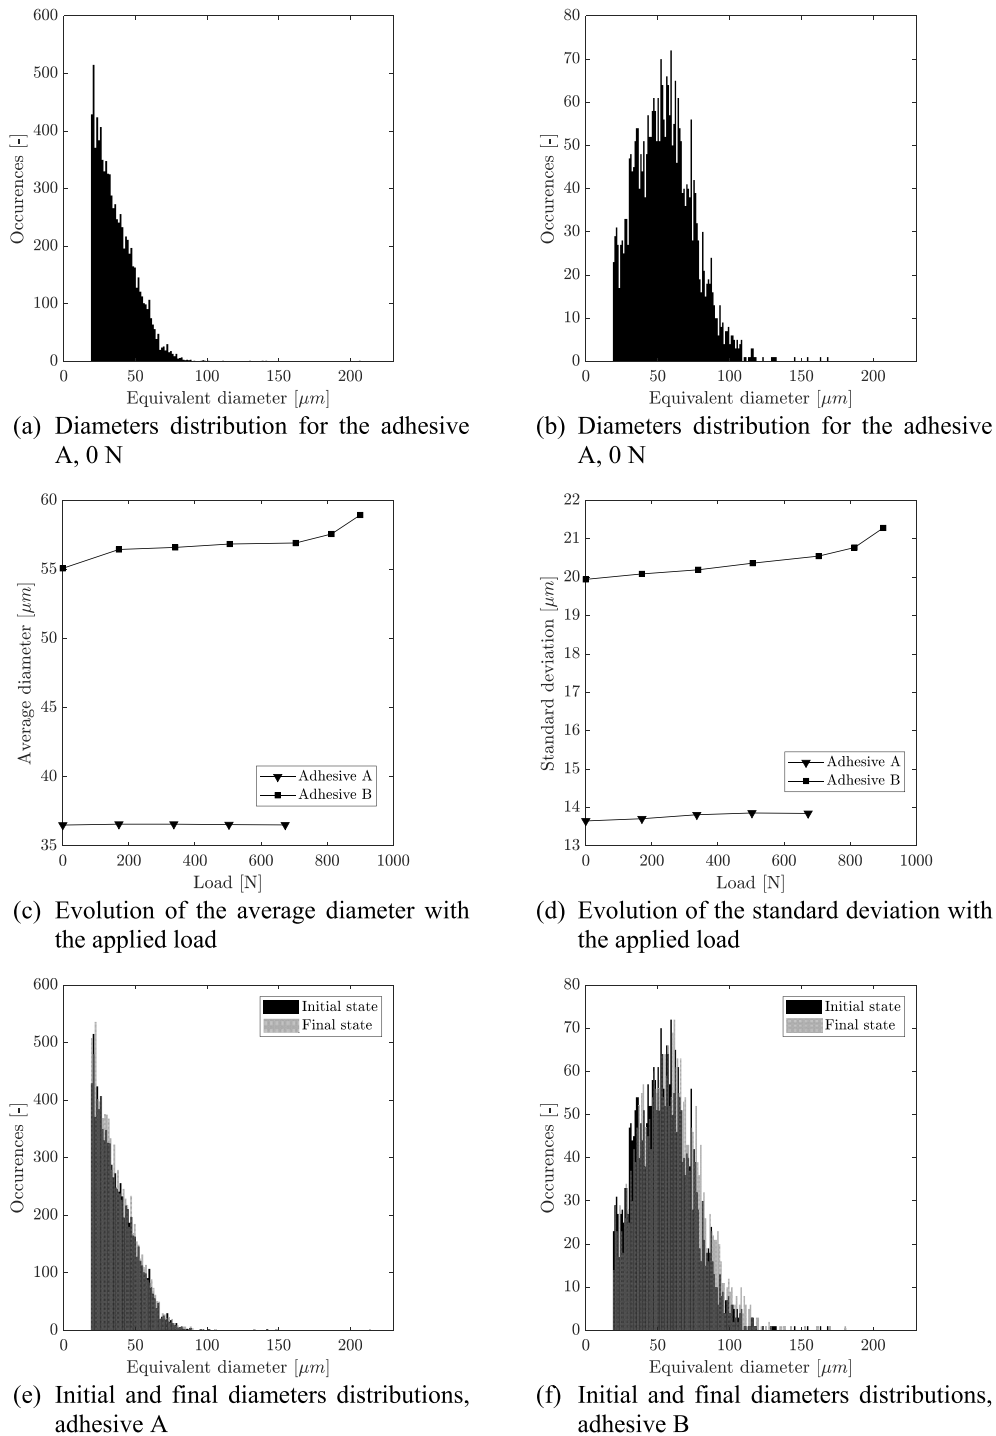 600
500
400
300
200
100
0
Occurences [-]
0 50 100 150 200
Equivalent diameter [μm]
(a) Diameters distribution for the adhesive
A, 0 N
80
70
60
50
40
30
20
10
0
Occurences [-]
0 50 100 150 200
Equivalent diameter [μm]
(b) Diameters distribution for the adhesive
A, 0 N
60
55
50
45
40
35
Average diameter [μm]
Adhesive A
Adhesive B
0 200 400 600 800 1000
Load [N]
(c) Evolution of the average diameter with
the applied load
22
21
20
19
18
17
16
15
14
13
Standard deviation [μm]
Adhesive A
Adhesive B
0 200 400 600 800 1000
Load [N]
(d) Evolution of the standard deviation with
the applied load
600
500
400
300
200
100
0
Occurences [-]
Initial state
Final state
0 50 100 150 200
Equivalent diameter [μm]
(e) Initial and final diameters distributions,
adhesive A
80
70
60
50
40
30
20
10
0
Occurences [-]
Initial state
Final state
0 50 100 150 200
Equivalent diameter [μm]
(f) Initial and final diameters distributions,
adhesive B